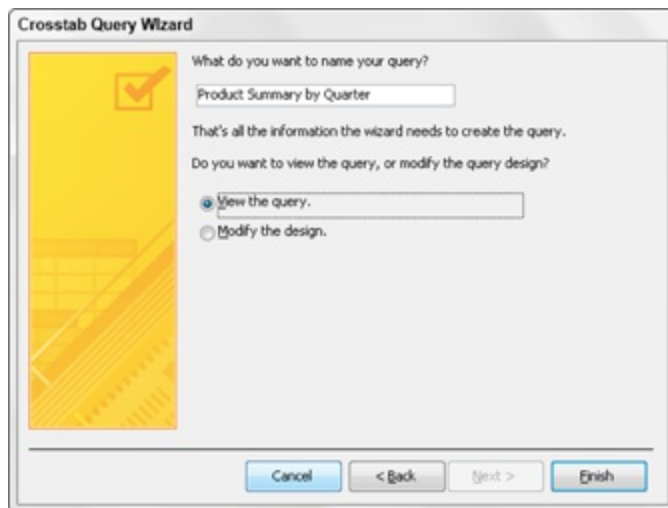 Crosstab Query Wizard
What do you want to name your query?
Product Summary by Quarter
That's all the information the wizard needs to create the query.
Do you want to view the query, or modify the query design?
View the query.
Modify the design.
Cancel
< Back
Next >
Finish